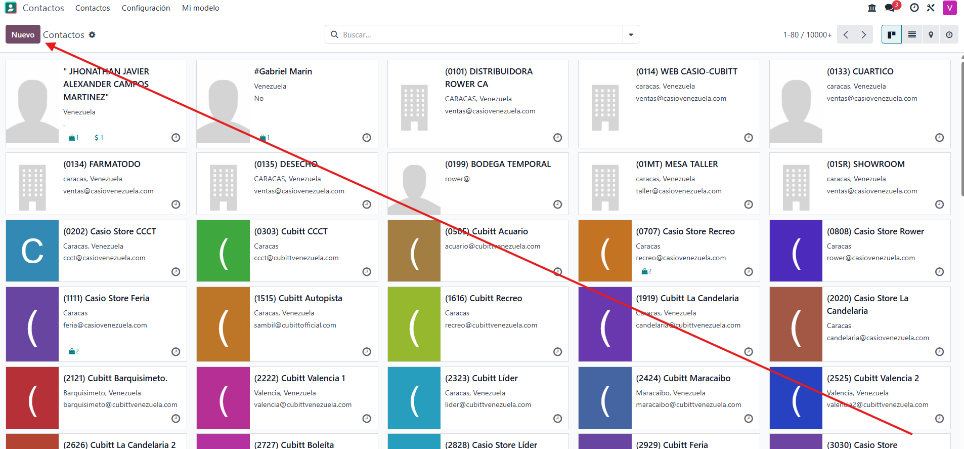 Contactos Contactos Configuración Mi modelo 3 V
Nuevo Contactos Buscar... 1-80 / 10000+
" JHONATHAN JAVIER
ALEXANDER CAMPOS
MARTINEZ"
Venezuela
1 $ 1
#Gabriel Marín
Venezuela
No
1
(0101) DISTRIBUIDORA
ROWER CA
CARACAS, Venezuela
ventas@casiovenezuela.com
(0114) WEB CASIO-CUBITT
caracas, Venezuela
ventas@casiovenezuela.com
(0133) CUARTICO
caracas, Venezuela
ventas@casiovenezuela.com
(0134) FARMATODO
caracas, Venezuela
ventas@casiovenezuela.com
(0135) DESECHO
CARACAS, Venezuela
ventas@casiovenezuela.com
(0199) BODEGA TEMPORAL
rower@
(01MT) MESA TALLER
caracas, Venezuela
taller@casiovenezuela.com
(01SR) SHOWROOM
caracas, Venezuela
ventas@casiovenezuela.com
C
(0202) Casio Store CCCT
Caracas, Venezuela
ccct@casiovenezuela.com
(
(0303) Cubitt CCCT
Caracas, Venezuela
ccct@cubittvenezuela.com
(
(0505) Cubitt Acuario
acuario@cubittvenezuela.com
(
(0707) Casio Store Recreo
Caracas
recreo@casiovenezuela.com
(
(0808) Casio Store Rower
Caracas, Venezuela
rower@casiovenezuela.com
(
(1111) Casio Store Feria
Caracas
feria@casiovenezuela.com
(
(1515) Cubitt Autopista
Caracas, Venezuela
sambil@cubittofficial.com
(
(1616) Cubitt Recreo
Caracas, Venezuela
recreo@cubittvenezuela.com
(
(1919) Cubitt La Candelaria
Caracas, Venezuela
candelaria@cubittvenezuela.com
(
(2020) Casio Store La
Candelaria
Caracas
candelaria@casiovenezuela.com
(
(2121) Cubitt Barquisimeto.
Barquisimeto, Venezuela
barquisimeto@cubittvenezuela.com
(
(2222) Cubitt Valencia 1
Valencia, Venezuela
valencia@cubittvenezuela.com
(
(2323) Cubitt Líder
Caracas, Venezuela
lider@cubittvenezuela.com
(
(2424) Cubitt Maracaibo
Maracaibo, Venezuela
maracaibo@cubittvenezuela.com
(
(2525) Cubitt Valencia 2
Valencia, Venezuela
valencia2@cubittvenezuela.com
(2626) Cubitt La Candelaria 2
(2727) Cubitt Boleíta
(2828) Casio Store Líder
(2929) Cubitt Feria
(3030) Casio Store